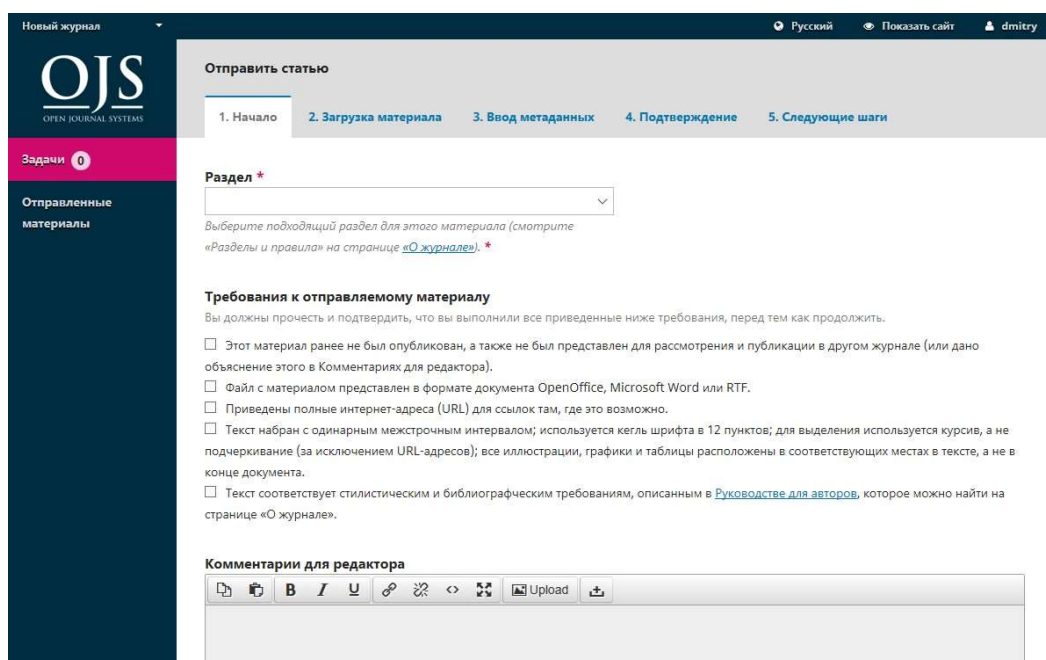 Новый журнал
Русский
Показать сайт
dmitry
OJS
OPEN JOURNAL SYSTEMS
Задачи 0
Отправленные
материалы
Отправить статью
1. Начало
2. Загрузка материала
3. Ввод метаданных
4. Подтверждение
5. Следующие шаги
Раздел *
Выберите подходящий раздел для этого материала (смотрите
«Разделы и правила» на странице «О журнале»). *
Требования к отправляемому материалу
Вы должны прочесть и подтвердить, что вы выполнили все приведенные ниже требования, перед тем как продолжить.
Этот материал ранее не был опубликован, а также не был представлен для рассмотрения и публикации в другом журнале (или дано
объяснение этого в Комментариях для редактора).
Файл с материалом представлен в формате документа OpenOffice, Microsoft Word или RTF.
Приведены полные интернет-адреса (URL) для ссылок там, где это возможно.
Текст набран с одинарным межстрочным интервалом; используется кегль шрифта в 12 пунктов; для выделения используется курсив, а не
подчеркивание (за исключением URL-адресов); все иллюстрации, графики и таблицы расположены в соответствующих местах в тексте, а не в
конце документа.
Текст соответствует стилистическим и библиографческим требованиям, описанным в Руководстве для авторов, которое можно найти на
странице «О журнале».
Комментарии для редактора
B I U Upload